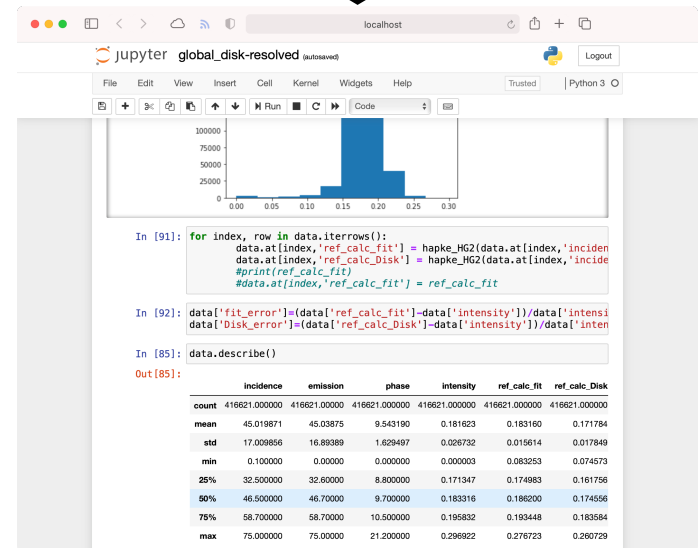 localhost
jupyter global_disk-resolved (autosaved)
Logout
File Edit View Insert Cell Kernel Widgets Help
Trusted
Python 3
Run
Code
100000
75000
50000
25000
0
0.00 0.05 0.10 0.15 0.20 0.25 0.30
In [91]: for index, row in data.iterrows():
data.at[index,'ref_calc_fit'] = hapke_HG2(data.at[index,'inciden
data.at[index,'ref_calc_Disk'] = hapke_HG2(data.at[index,'incide
#print(ref_calc_fit)
#data.at[index,'ref_calc_fit'] = ref_calc_fit
In [92]: data['fit_error']=(data['ref_calc_fit']-data['intensity'])/data['intensi
data['Disk_error']=(data['ref_calc_Disk']-data['intensity'])/data['inten
In [85]: data.describe()
Out[85]:
incidence emission phase intensity ref_calc_fit ref_calc_Disk
count 416621.000000 416621.00000 416621.000000 416621.000000 416621.000000 416621.000000
mean 45.019871 45.03875 9.543190 0.181623 0.183160 0.171784
std 17.009856 16.89389 1.629497 0.026732 0.015614 0.017849
min 0.100000 0.00000 0.000000 0.000003 0.083253 0.074573
25% 32.500000 32.60000 8.800000 0.171347 0.174983 0.161756
50% 46.500000 46.70000 9.700000 0.183316 0.186200 0.174556
75% 58.700000 58.70000 10.500000 0.195832 0.193448 0.183584
max 75.000000 75.00000 21.200000 0.296922 0.276723 0.260729